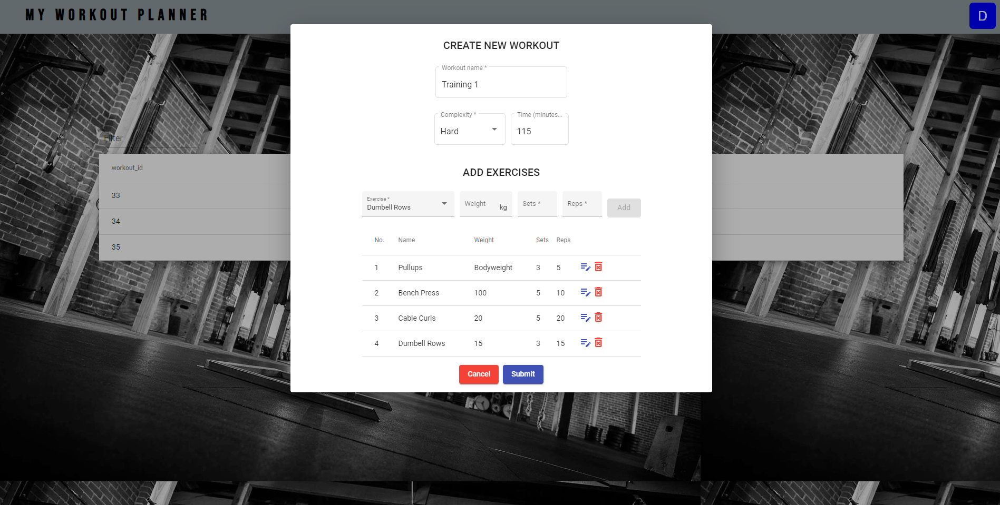 MY WORKOUT PLANNER
D
Filter
workout_id
33
34
35
CREATE NEW WORKOUT
Workout name *
Training 1
Complexity *
Hard
Time (minutes...
115
ADD EXERCISES
Exercise *
Dumbell Rows
Weight
kg
Sets *
Reps *
Add
No. Name Weight Sets Reps
1 Pullups Bodyweight 3 5
2 Bench Press 100 5 10
3 Cable Curls 20 5 20
4 Dumbell Rows 15 3 15
Cancel
Submit